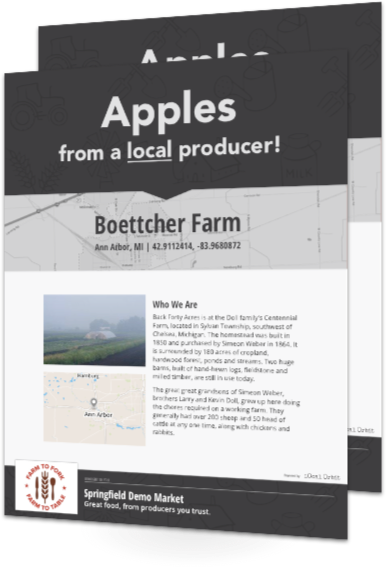 Apples
Apples
from a local producer!
MILK
Boettcher Farm
Ann Arbor, MI | 42.9112414, -83.9680872
Who We Are
Back Forty Acres is at the Doll family's Centennial
Farm, located in Sylvan Township, southwest of
Chelsea, Michigan. The homestead was built in
1850 and purchased by Simeon Weber in 1864. It
is surrounded by 180 acres of cropland,
hardwood forest, ponds and streams. Two huge
barns, built of hand-hewn logs, fieldstone and
milled timber, are still in use today.
The great great grandsons of Simeon Weber,
brothers Larry and Kevin Doll, grew up here doing
the chores required on a working farm. They
generally had over 200 sheep and 50 head of
cattle at any one time, along with chickens and
rabbits.
Ann Arbor
FARM TO FORK
FARM TO TABLE
Springfield Demo Market
Great food, from producers you trust.